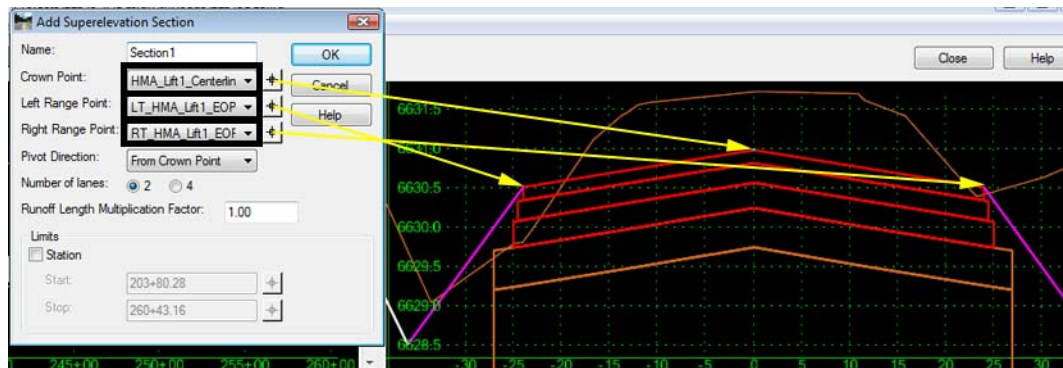 Add Superelevation Section
Name: Section1 OK
Crown Point: HMA_Lift1_Centerlin Cancel
Left Range Point: LT_HMA_Lift1_EOP Help
Right Range Point: RT_HMA_Lift1_EOF
Pivot Direction: From Crown Point
Number of lanes: 2 4
Runoff Length Multiplication Factor: 1.00
Limits
Station
Start: 203+80.28
Stop: 260+43.16
Close Help
6631.5
6631.0
6630.5
6630.0
6629.5
6629.0
6628.5
-30 -25 -20 -15 -10 -5 0 5 10 15 20 25 30
245+00 250+00 255+00 260+00